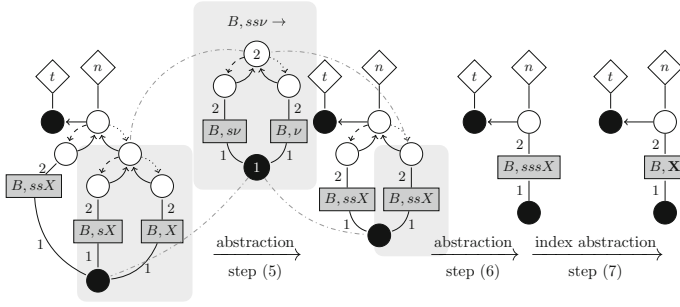 B, ssν →
2
t
n
t
n
t
n
t
n
2
2
B, sν
B, ν
1
1
1
2
B, ssX
1
2
2
B, sX
B, X
1
1
2
2
B, ssX
B, ssX
1
1
2
B, sssX
1
2
B, X
1
abstraction
step (5)
abstraction
step (6)
index abstraction
step (7)